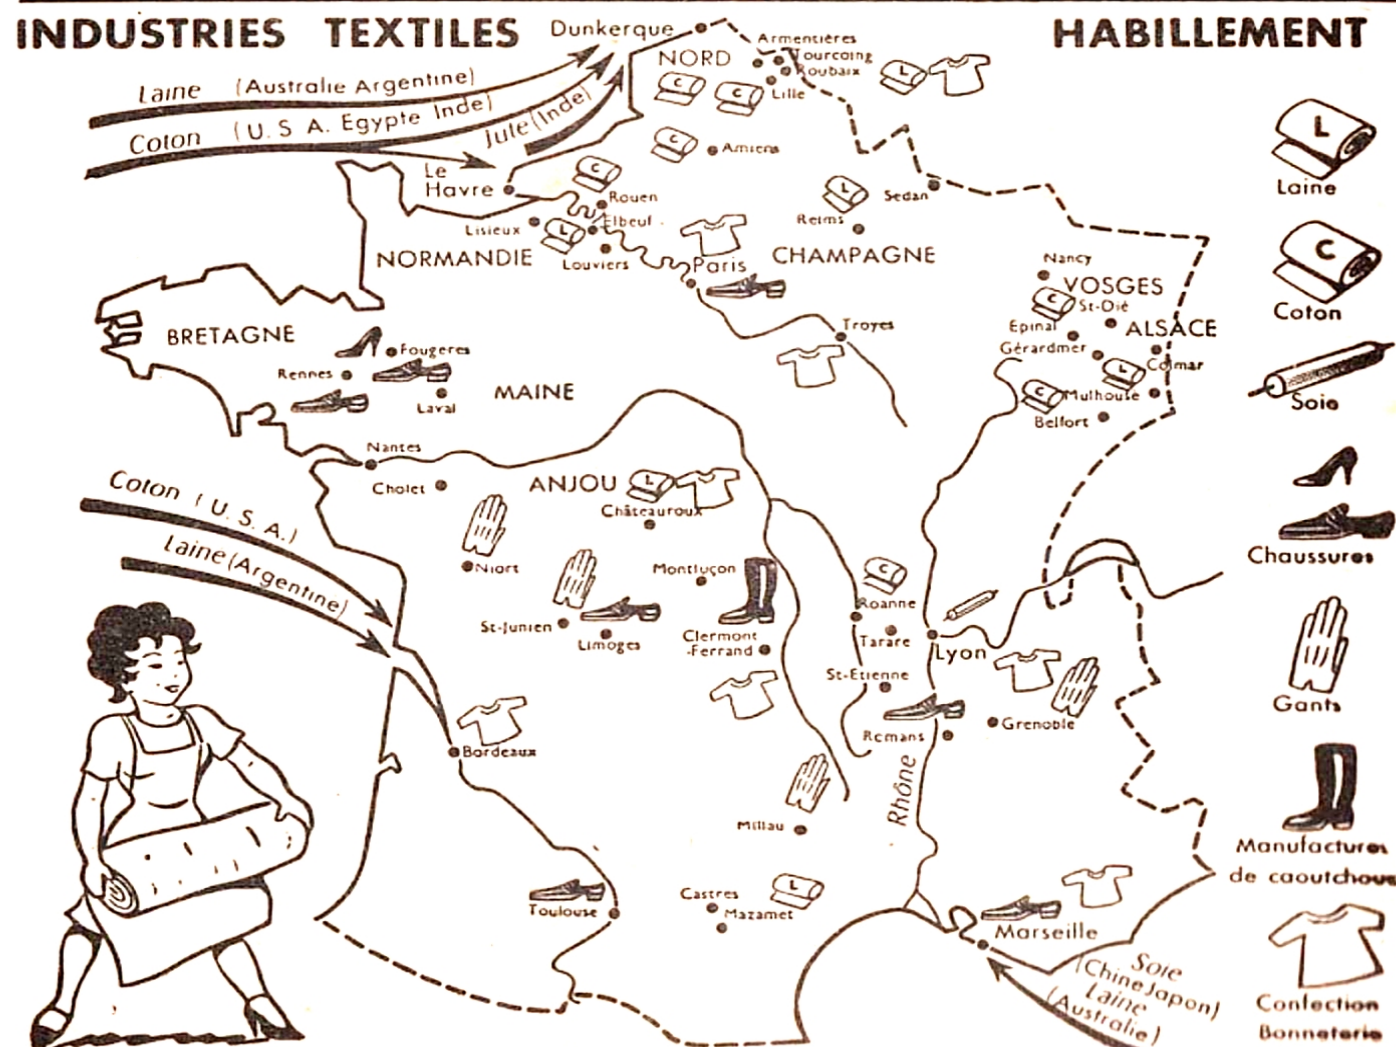 INDUSTRIES TEXTILES
HABILLEMENT
Dunkerque
Armentières
Tourcoing
Roubaix
Lille
NORD
L
C
C
Laine (Australie Argentine)
Coton (U.S.A. Egypte Inde)
Jute (Inde)
C
Amiens
Le
Havre
C
Rouen
Elbeuf
Lisieux
L
Louviers
NORMANDIE
Paris
L
Reims
Sedan
CHAMPAGNE
Troyes
Nancy
VOSGES
C
St-Dié
Epinal
ALSACE
Gérardmer
L
Colmar
C
Mulhouse
Belfort
BRETAGNE
Fougeres
Rennes
Laval
MAINE
Nantes
Cholet
ANJOU
L
Châteauroux
Coton (U.S.A.)
Laine (Argentine)
Niort
Montluçon
St-Junien
Limoges
Clermont
-Ferrand
C
Roanne
Tarare
Lyon
St-Etienne
Romans
Grenoble
Bordeaux
Rhône
Millau
Toulouse
Castres
L
Mazamet
Marseille
Soie
(Chine Japon)
Laine
(Australie)
L
Laine
C
Coton
Soie
Chaussures
Gants
Manufactures
de caoutchouc
Confection
Bonneterie